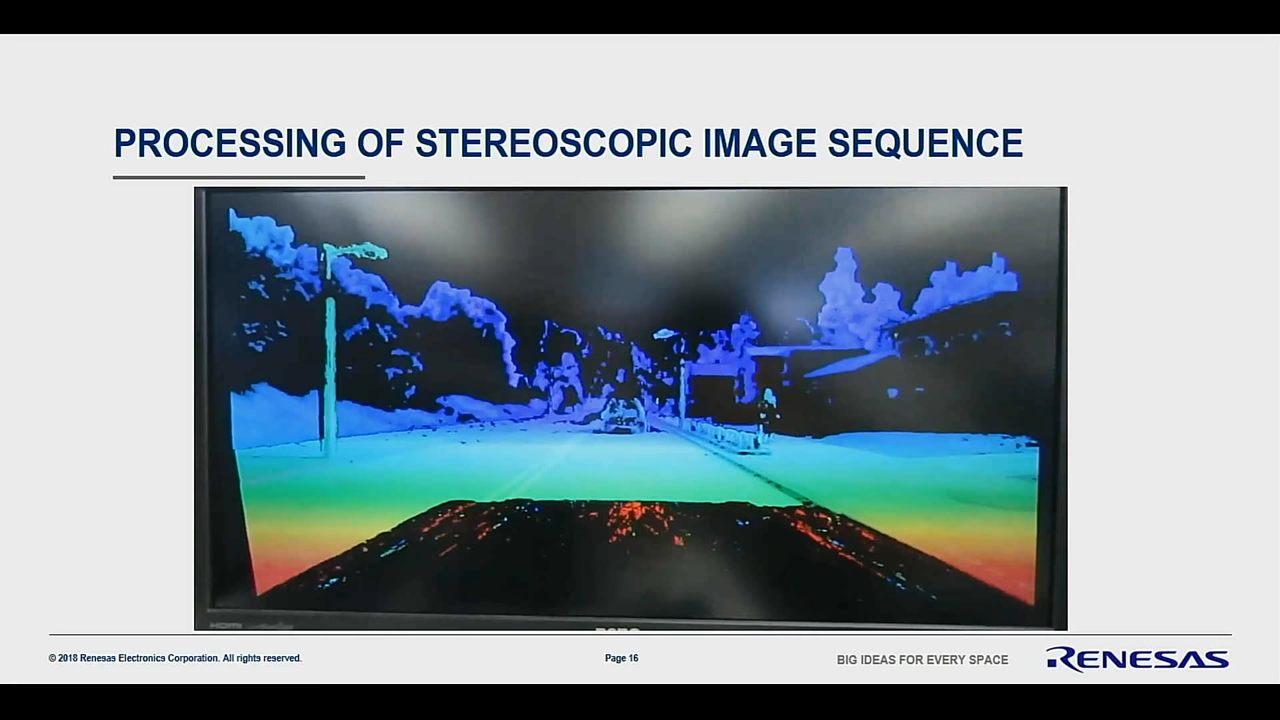 PROCESSING OF STEREOSCOPIC IMAGE SEQUENCE
HDMI
© 2018 Renesas Electronics Corporation. All rights reserved.
Page 16
BIG IDEAS FOR EVERY SPACE
RENESAS